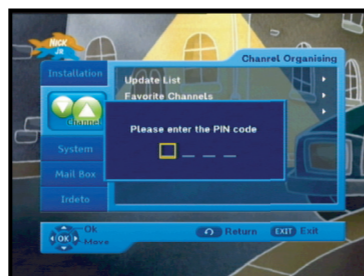 NICK
JR
Channel Organising
Installation
Update List
Favorite Channels
Channel
Please enter the PIN code
System
Mail Box
Irdeto
Ok
OK
Move
Return
EXIT Exit